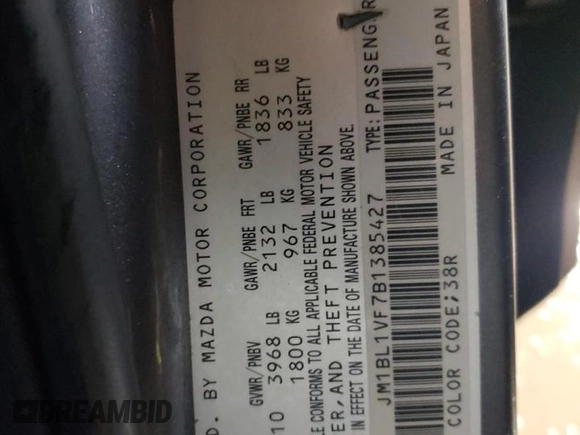 D. BY MAZDA MOTOR CORPORATION
GVWR/PNBV GAWR/PNBE FRT GAWR/PNBE RR
10 3968 LB 2132 LB 1836 LB
1800 KG 967 KG 833 KG
LE CONFORMS TO ALL APPLICABLE FEDERAL MOTOR VEHICLE SAFETY
ER, AND THEFT PREVENTION
IN EFFECT ON THE DATE OF MANUFACTURE SHOWN ABOVE.
JM1BL1VF7B1385427 TYPE: PASSENGER
COLOR CODE;38R MADE IN JAPAN
DREAMBID